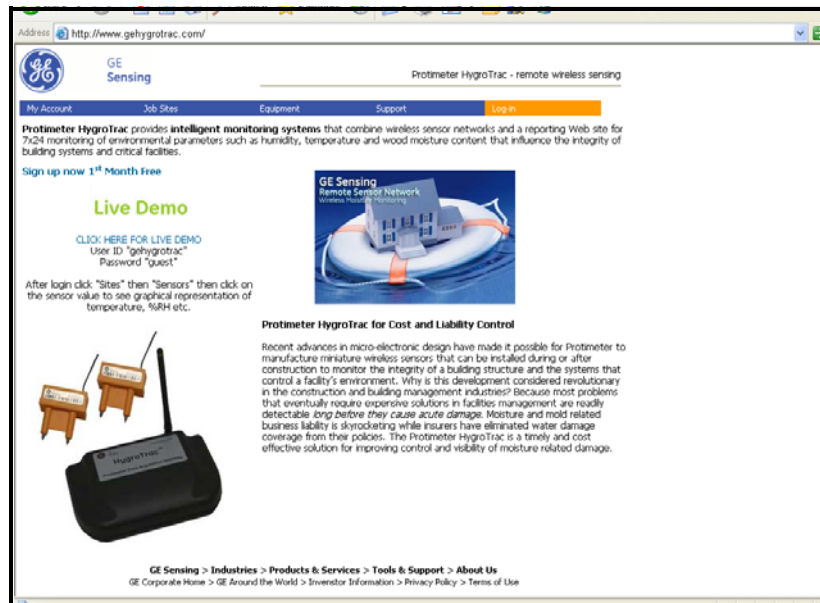 Address http://www.gehygrotrac.com/
GE
Sensing
Protimeter HygroTrac - remote wireless sensing
My Account Job Sites Equipment Support Log-in
Protimeter HygroTrac provides intelligent monitoring systems that combine wireless sensor networks and a reporting Web site for
7x24 monitoring of environmental parameters such as humidity, temperature and wood moisture content that influence the integrity of
building systems and critical facilities.
Sign up now 1st Month Free
GE Sensing
Remote Sensor Network
Wireless Moisture Monitoring
Live Demo
CLICK HERE FOR LIVE DEMO
User ID "gehygrotrac"
Password "guest"
After login click "Sites" then "Sensors" then click on
the sensor value to see graphical representation of
temperature, %RH etc.
HygroTrac
Protimeter HygroTrac for Cost and Liability Control
Recent advances in micro-electronic design have made it possible for Protimeter to
manufacture miniature wireless sensors that can be installed during or after
construction to monitor the integrity of a building structure and the systems that
control a facility's environment. Why is this development considered revolutionary
in the construction and building management industries? Because most problems
that eventually require expensive solutions in facilities management are readily
detectable long before they cause acute damage. Moisture and mold related
business liability is skyrocketing while insurers have eliminated water damage
coverage from their policies. The Protimeter HygroTrac is a timely and cost
effective solution for improving control and visibility of moisture related damage.
GE Sensing > Industries > Products & Services > Tools & Support > About Us
GE Corporate Home > GE Around the World > Invenstor Information > Privacy Policy > Terms of Use